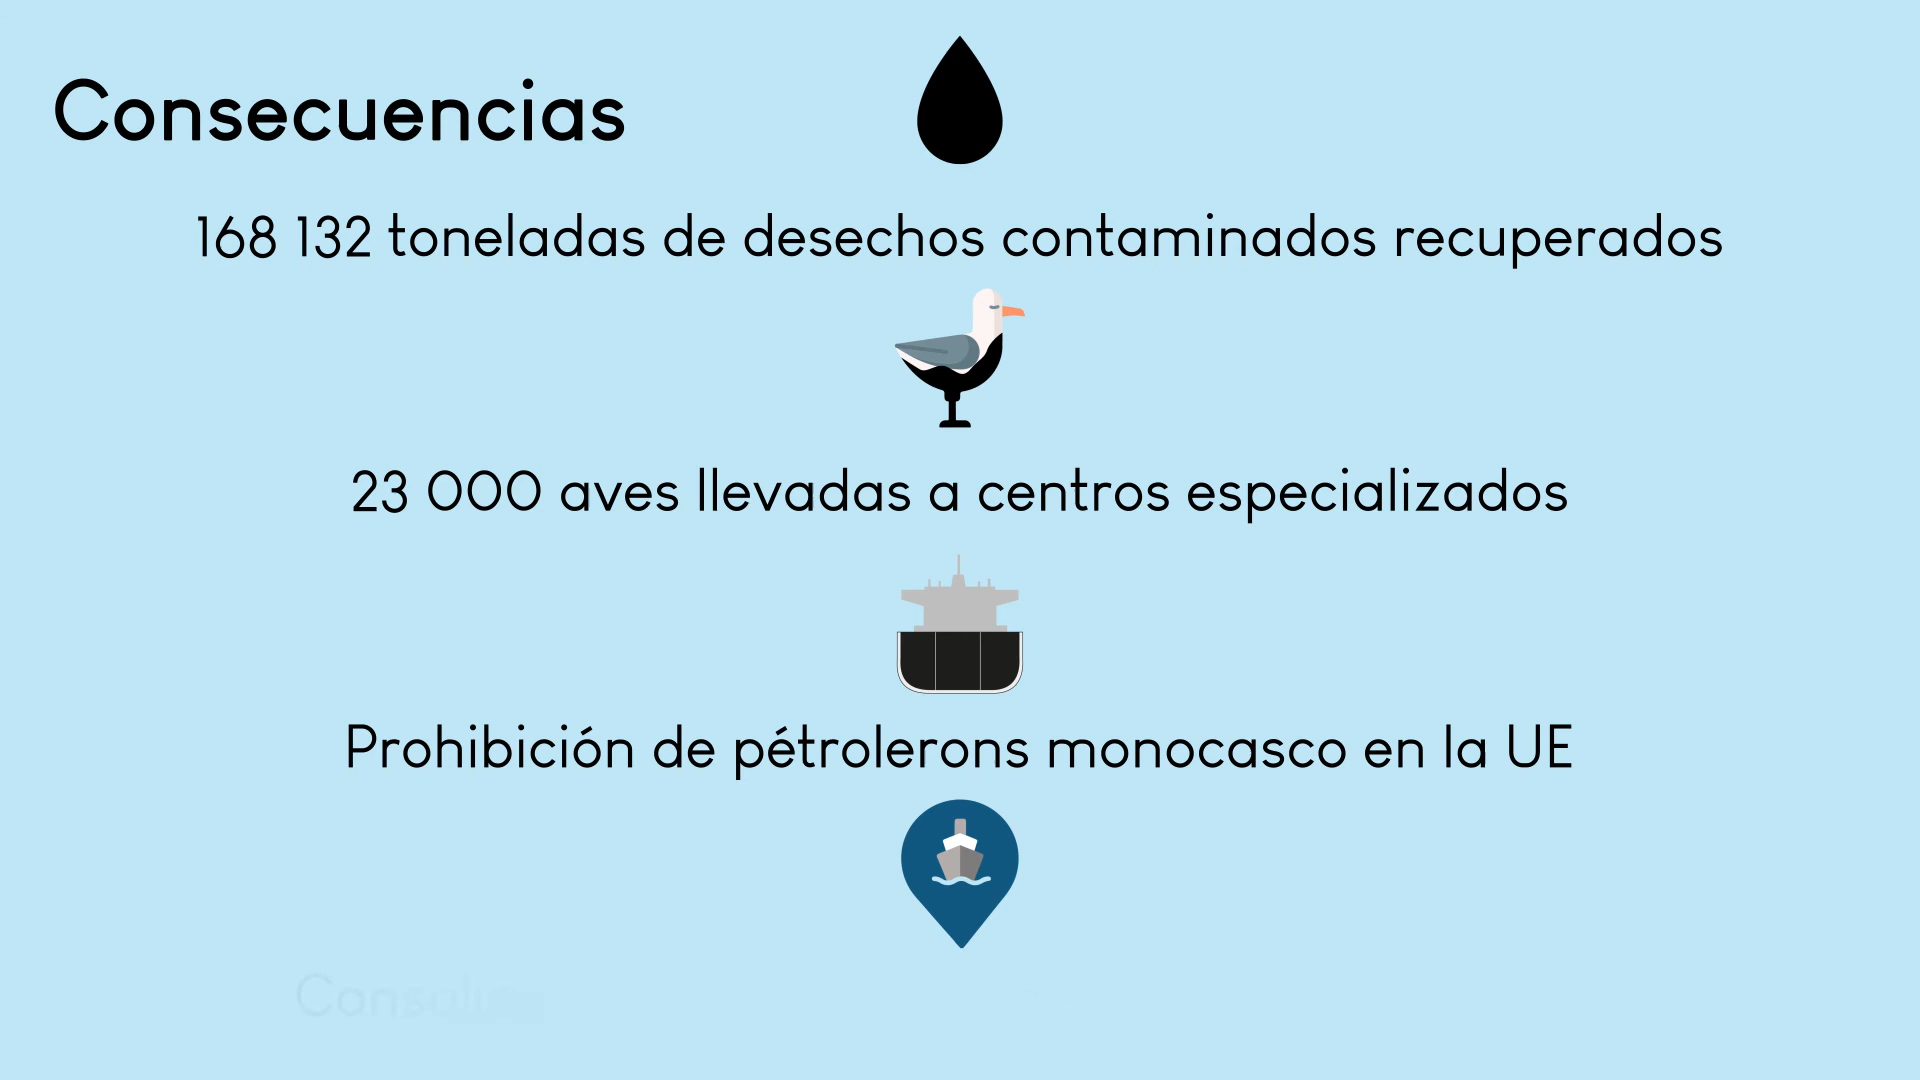 Consecuencias
168 132 toneladas de desechos contaminados recuperados
23 000 aves llevadas a centros especializados
Prohibición de pétrolerons monocasco en la UE